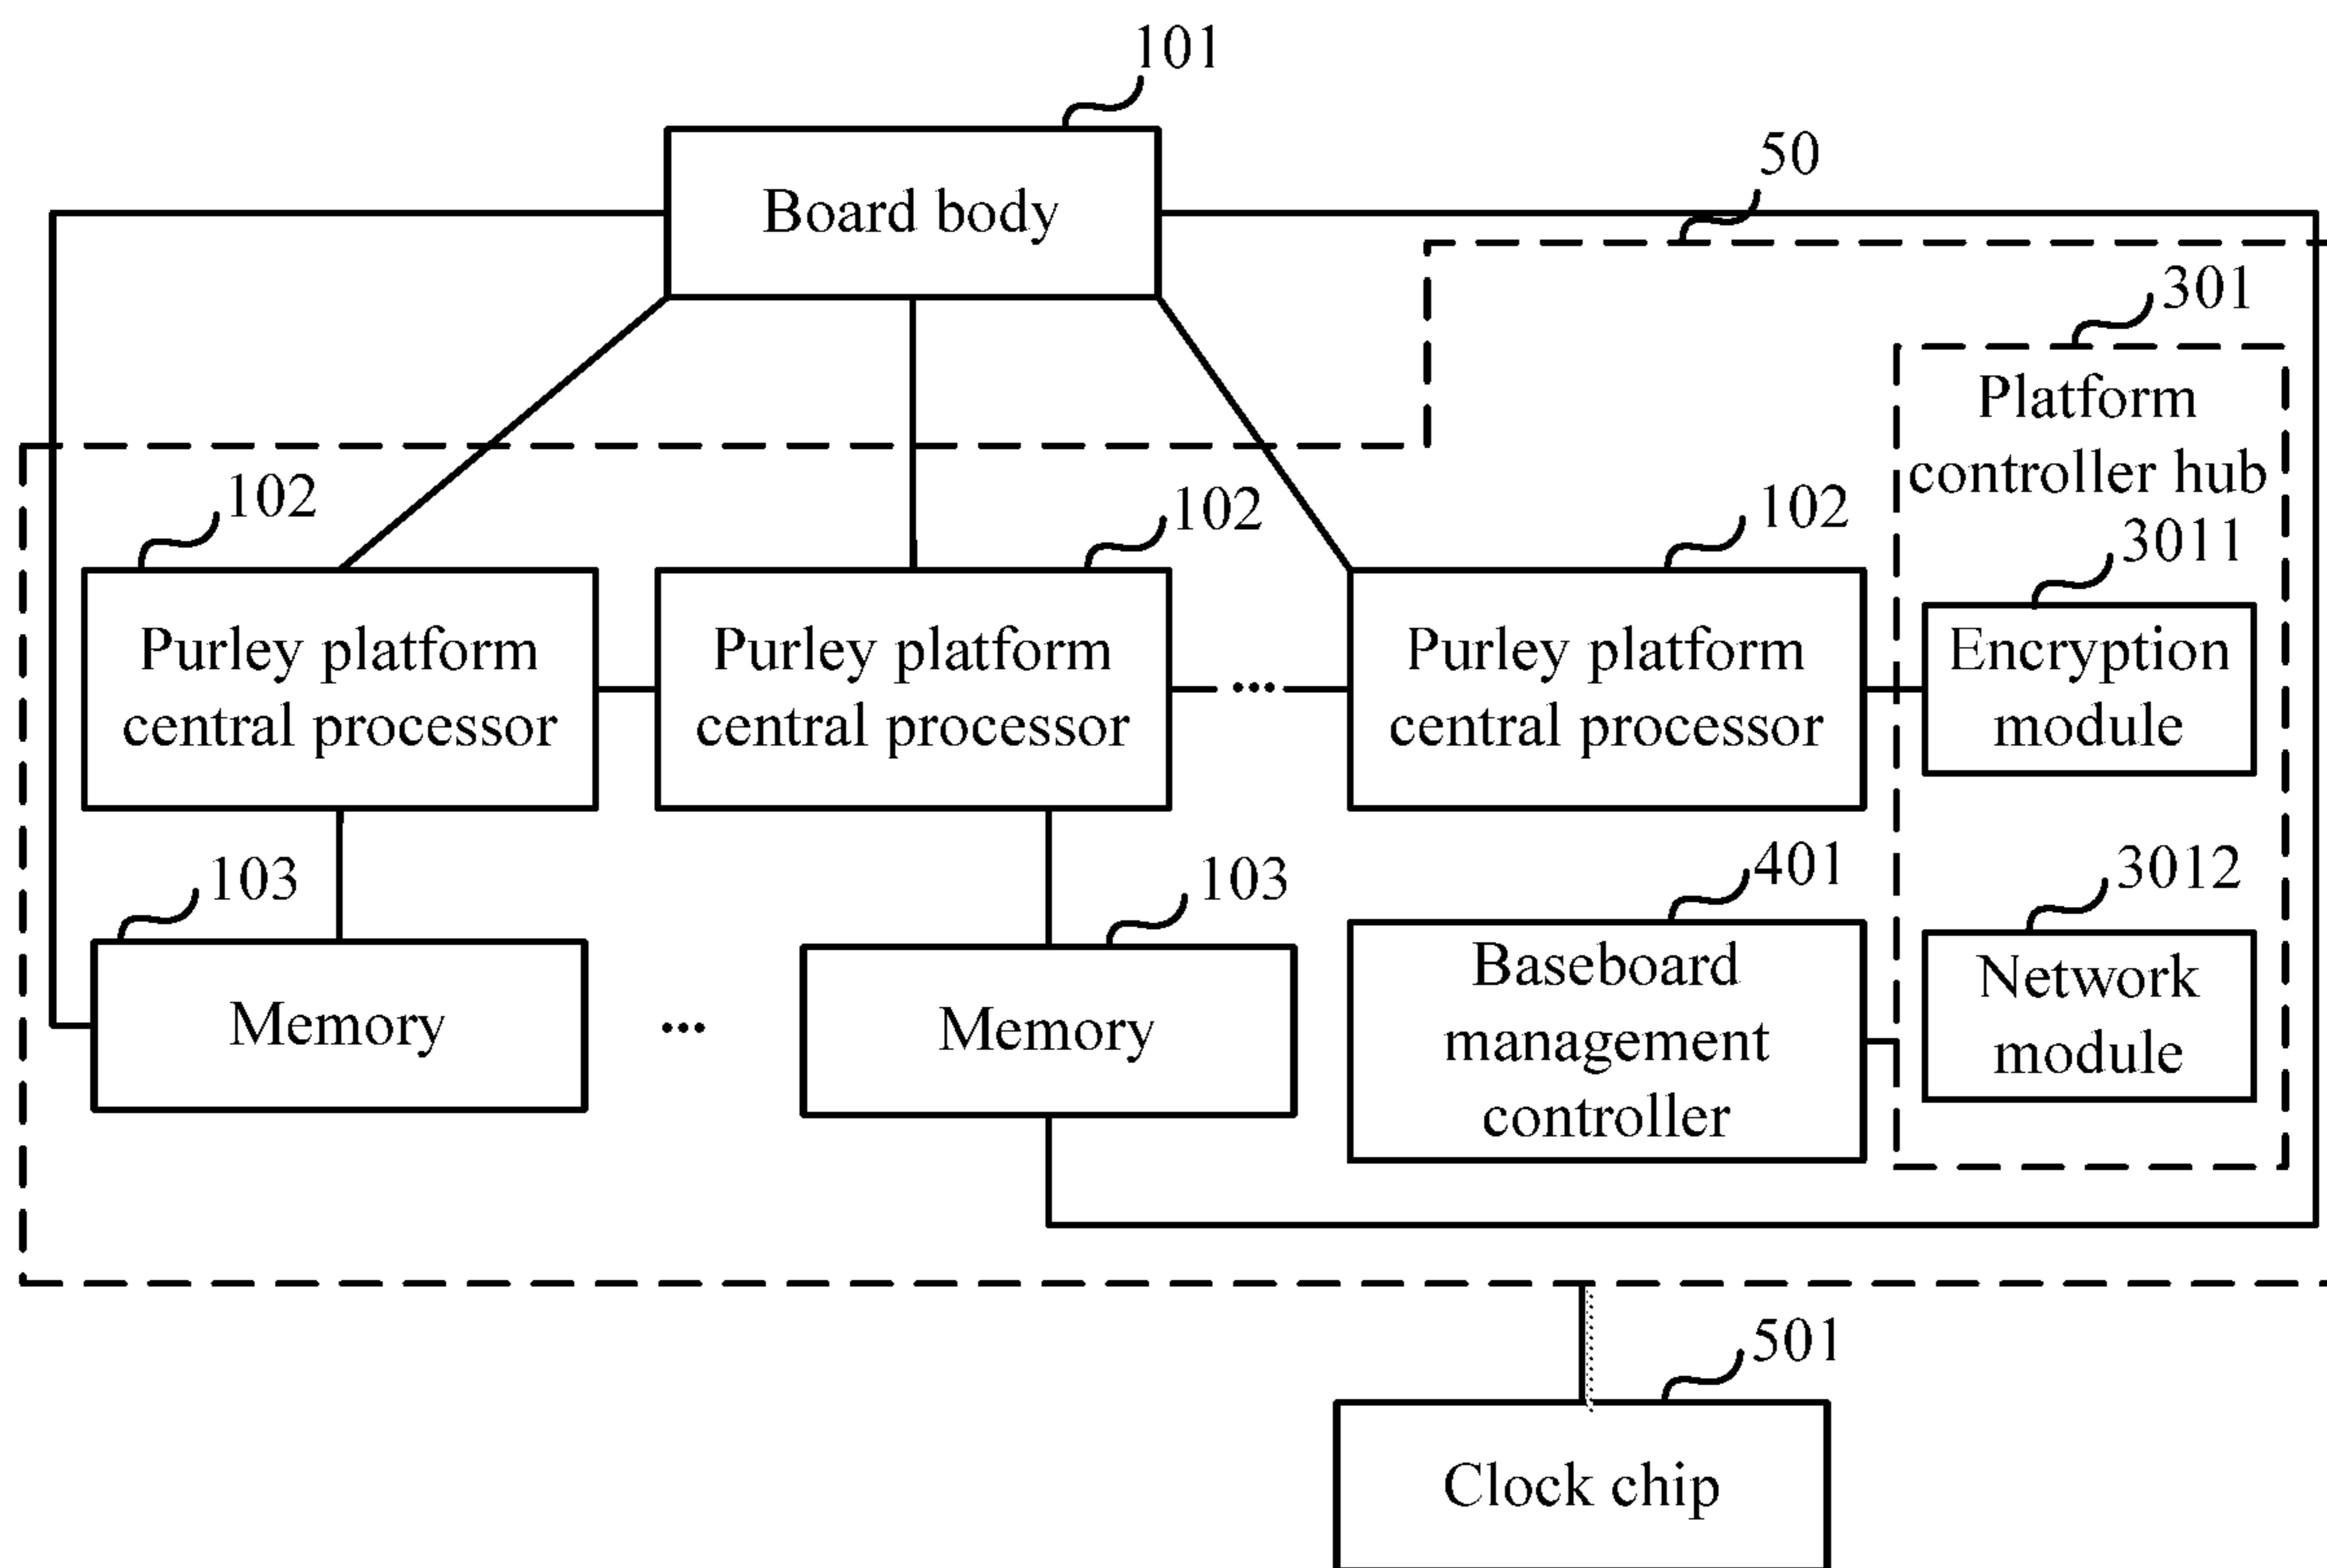 101
Board body
50
301
Platform
controller hub
102
102
102
3011
Purley platform
central processor
Purley platform
central processor
...
Purley platform
central processor
Encryption
module
103
103
401
3012
Memory
...
Memory
Baseboard
management
controller
Network
module
501
Clock chip